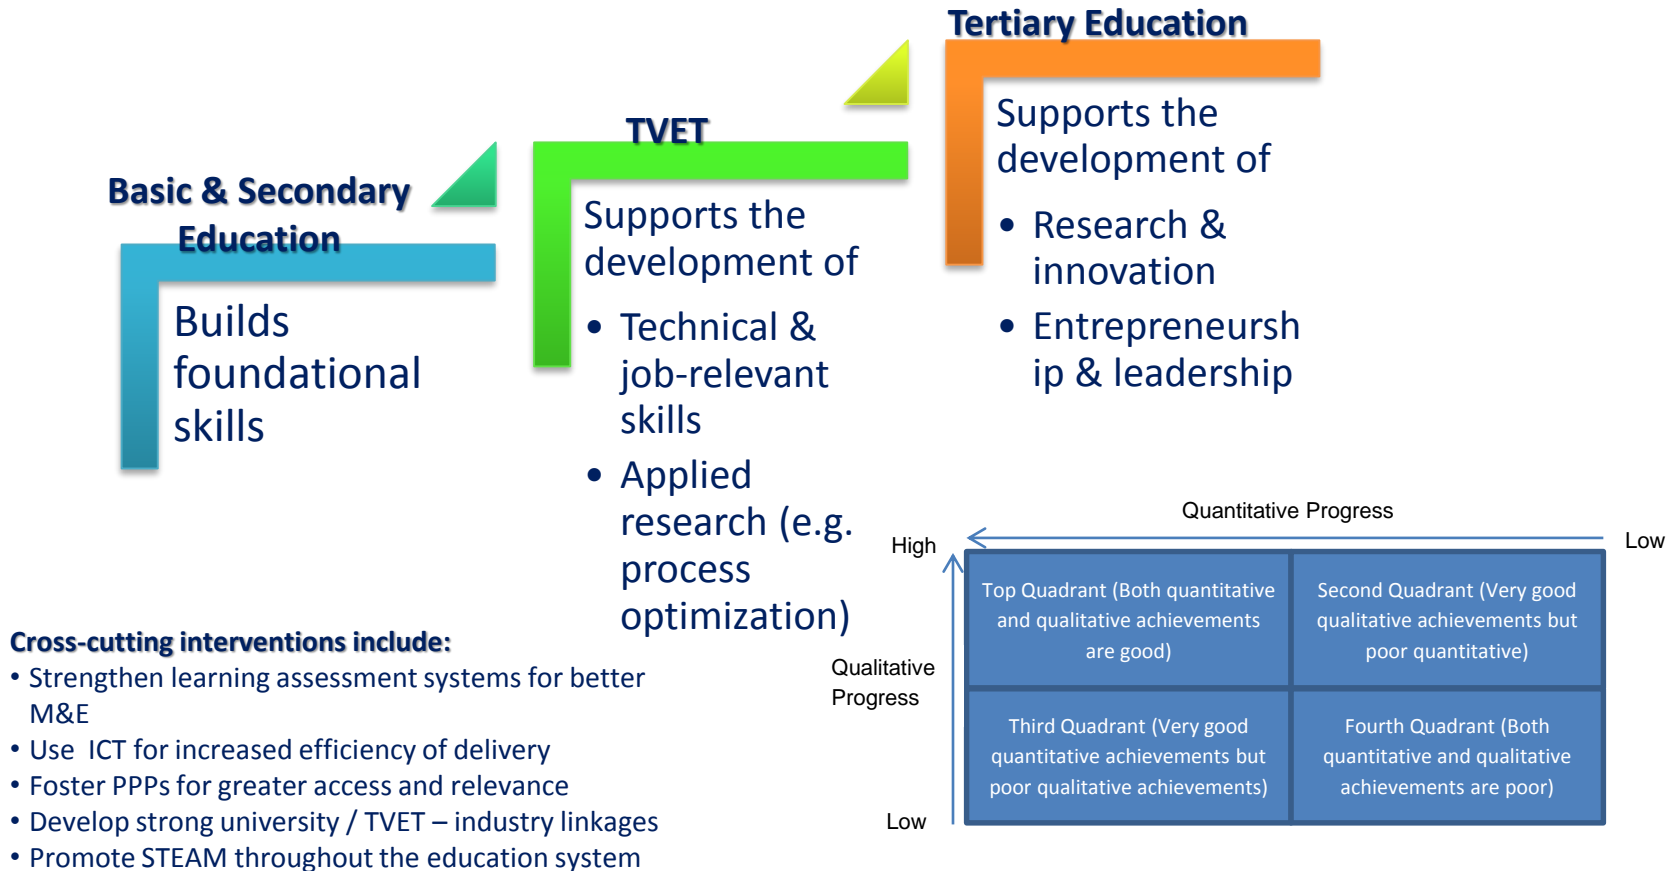 Basic & Secondary
Education
Builds
foundational
skills
TVET
Supports the
development of
• Technical &
job-relevant
skills
• Applied
research (e.g.
process
optimization)
Tertiary Education
Supports the
development of
• Research &
innovation
• Entrepreneursh
ip & leadership
Cross-cutting interventions include:
• Strengthen learning assessment systems for better
M&E
• Use ICT for increased efficiency of delivery
• Foster PPPs for greater access and relevance
• Develop strong university / TVET – industry linkages
• Promote STEAM throughout the education system
Quantitative Progress
High
Low
Qualitative
Progress
Low
Top Quadrant (Both quantitative
and qualitative achievements
are good)
Second Quadrant (Very good
qualitative achievements but
poor quantitative)
Third Quadrant (Very good
quantitative achievements but
poor qualitative achievements)
Fourth Quadrant (Both
quantitative and qualitative
achievements are poor)